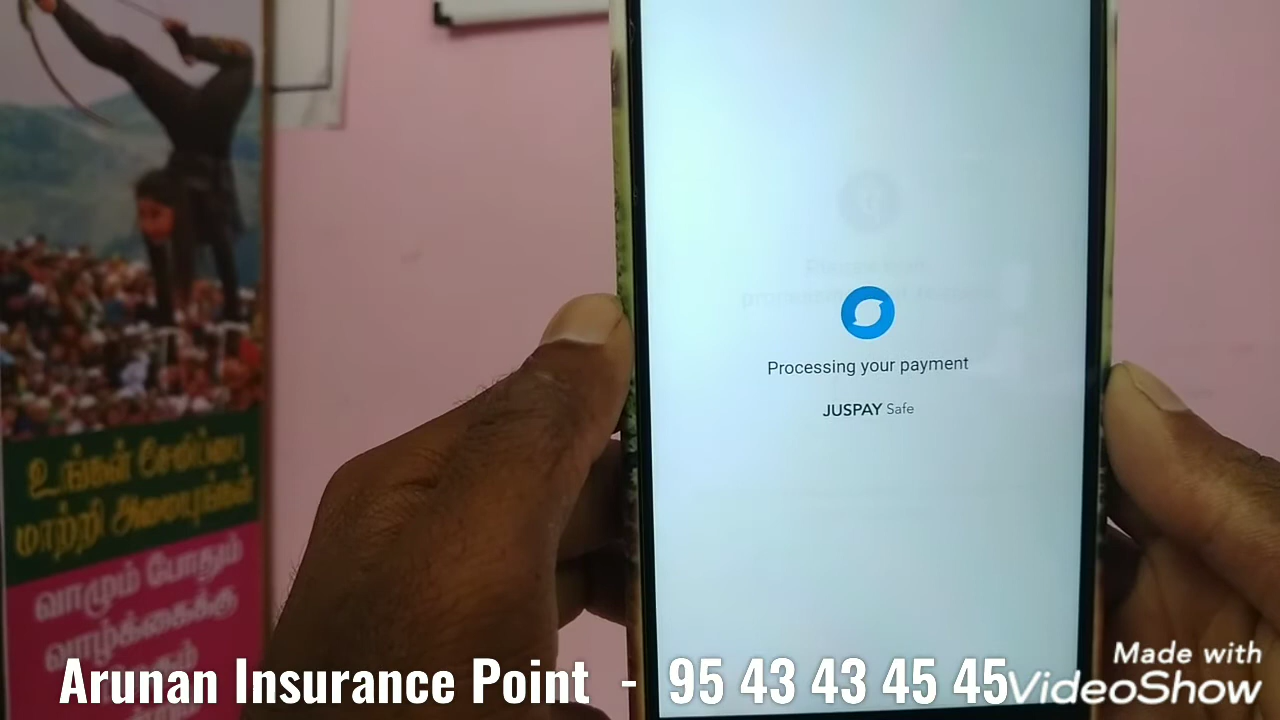 Processing your payment
JUSPAY Safe
உங்கள் சேமிப்பை
மாற்றி அமையுங்கள்
வாழும் போதும்
வாழ்க்கைக்கு
Arunan Insurance Point - 95 43 43 45 45
Made with
VideoShow